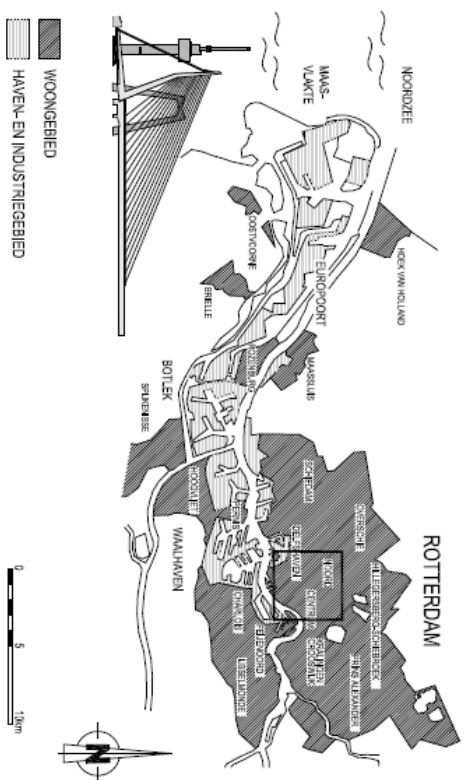 ROTTERDAM
NOORDZEE
HOEK VAN HOLLAND
MAAS-
VLAKTE
EUROPOORT
MAASSLUIS
OOSTVOORNE
BRIELLE
ROZENBURG
BOTLEK
SPIJKENISSE
HOOGVLIET
PERNIS
WAALHAVEN
SCHIEDAM
OVERSCHIE
HILLEGERSBERG-SCHIEBROEK
PRINS ALEXANDER
DELFSHAVEN
NOORD
CENTRUM
KRALINGEN
CROOSWIJK
FEIJENOORD
CHARLOIS
IJSSELMONDE
WOONGEBIED
HAVEN- EN INDUSTRIEGEBIED
0
5
10km
N